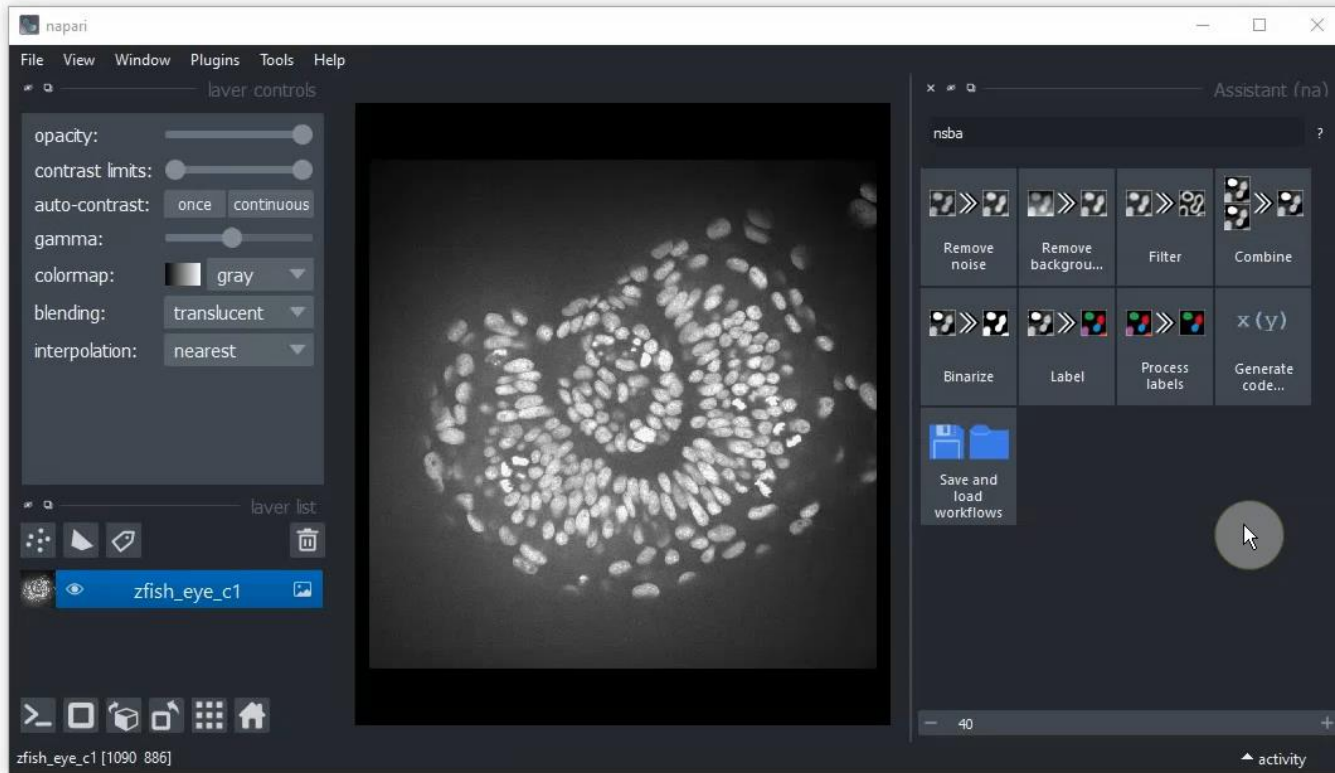 napari
File View Window Plugins Tools Help
layer controls
opacity:
contrast limits:
auto-contrast: once continuous
gamma:
colormap: gray
blending: translucent
interpolation: nearest
layer list
zfish_eye_c1
zfish_eye_c1 [1090 886]
Assistant (na)
nsba ?
Remove
noise
Remove
backgrou...
Filter
Combine
Binarize
Label
Process
labels
x(y)
Generate
code...
Save and
load
workflows
40
activity